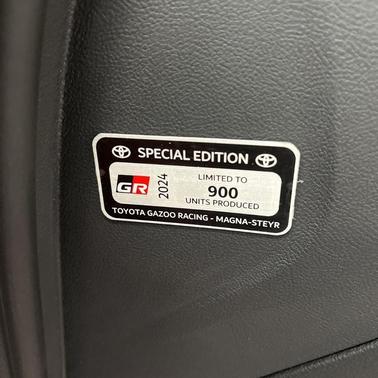 SPECIAL EDITION
GR
2024
LIMITED TO
900
UNITS PRODUCED
TOYOTA GAZOO RACING - MAGNA-STEYR